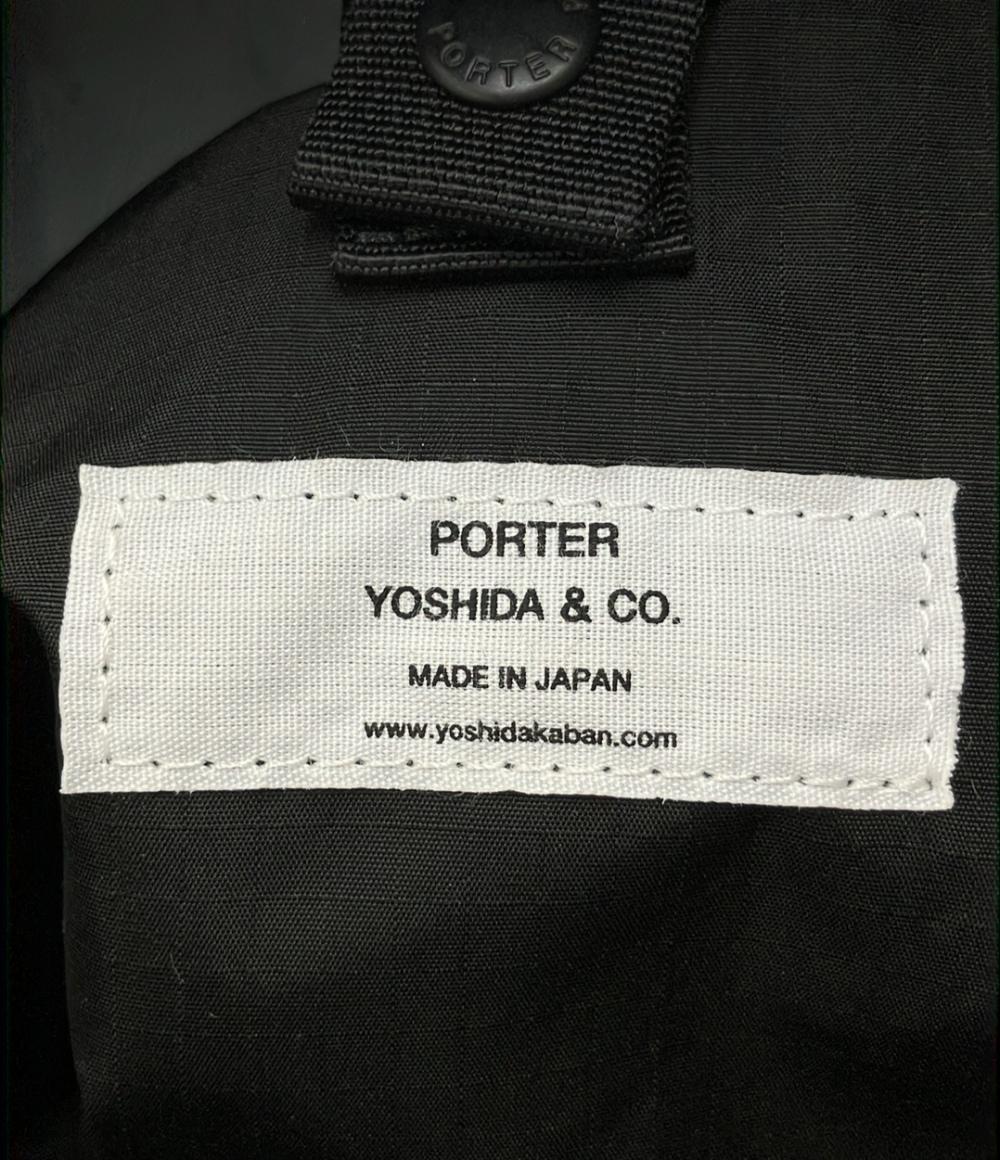 PORTER
PORTER
YOSHIDA & CO.
MADE IN JAPAN
www.yoshidakaban.com